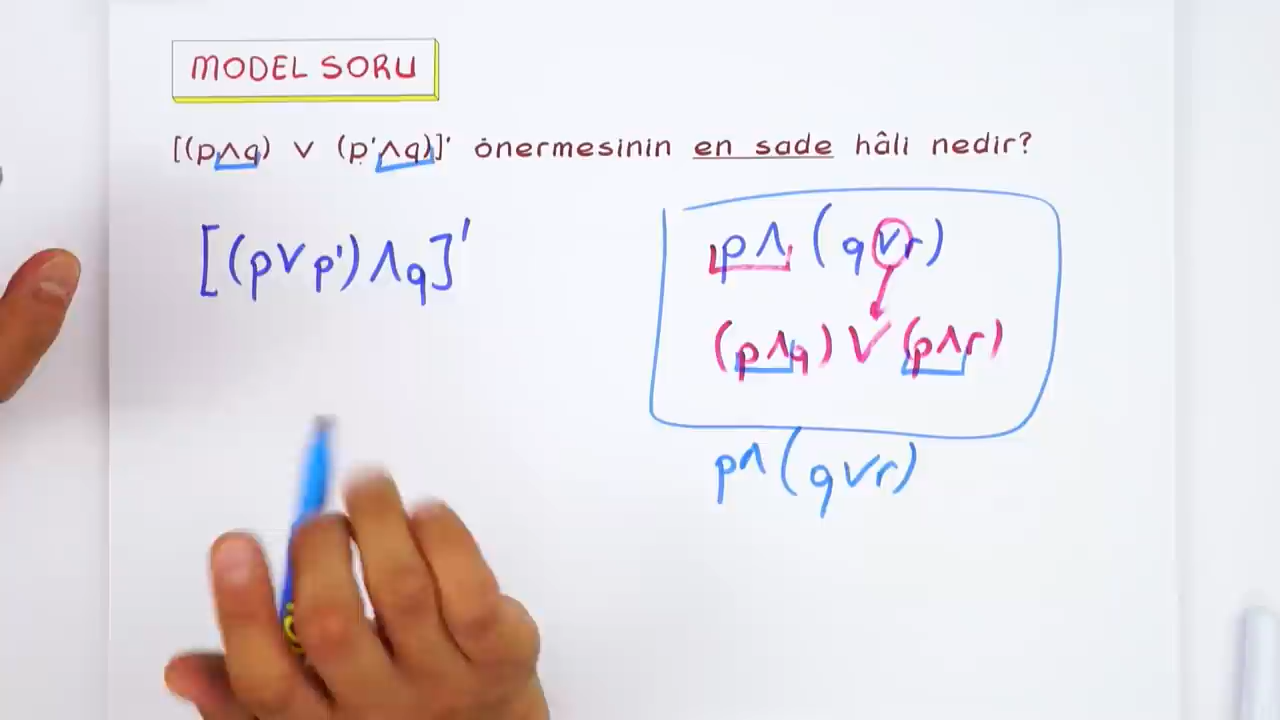 MODEL SORU
[(p∧q) ∨ (p'∧q)]' önermesinin en sade hâli nedir?
[(p∨p')∧q]'
p∧(q∨r)
(p∧q)∨(p∧r)
p∧(q∨r)